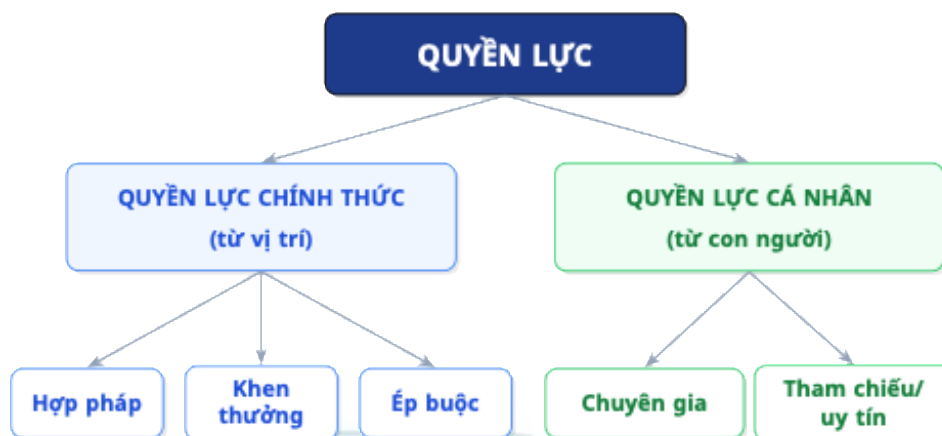 QUYỀN LỰC
QUYỀN LỰC CHÍNH THỨC
(từ vị trí)
QUYỀN LỰC CÁ NHÂN
(từ con người)
Hợp pháp
Khen
thưởng
Ép buộc
Chuyên gia
Tham chiếu/
uy tín